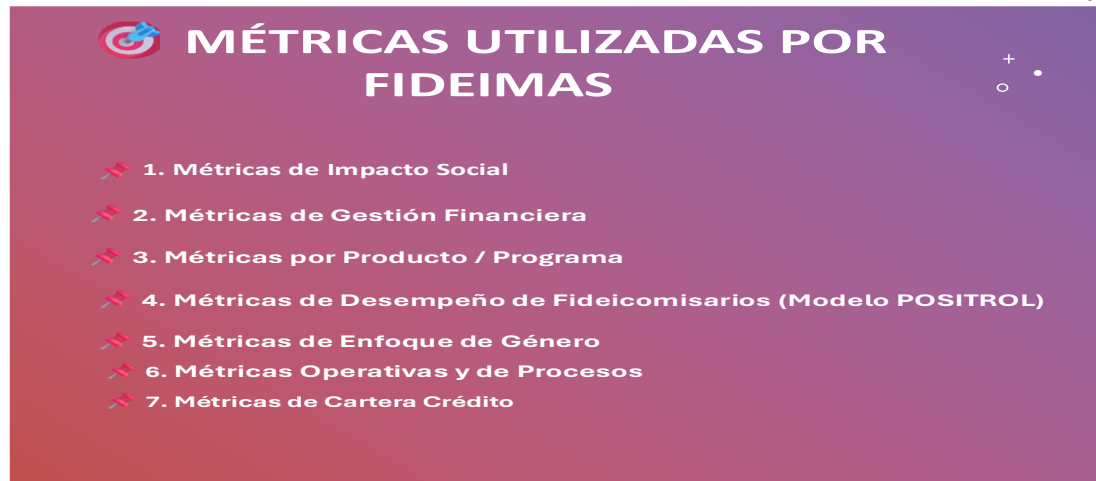 MÉTRICAS UTILIZADAS POR
FIDEIMAS
1. Métricas de Impacto Social
2. Métricas de Gestión Financiera
3. Métricas por Producto / Programa
4. Métricas de Desempeño de Fideicomisarios (Modelo POSITROL)
5. Métricas de Enfoque de Género
6. Métricas Operativas y de Procesos
7. Métricas de Cartera Crédito